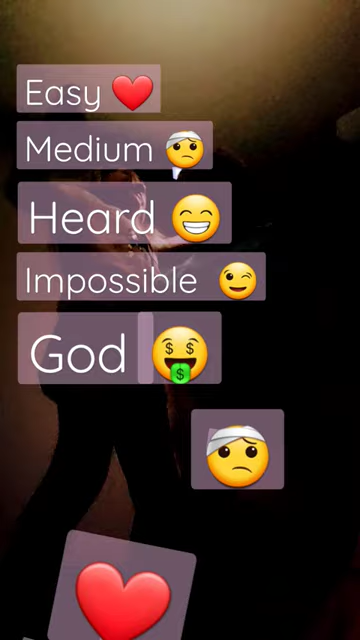 Easy ❤️
Medium 🤕
Heard 😁
Impossible 😉
God 🤑
🤕
❤️